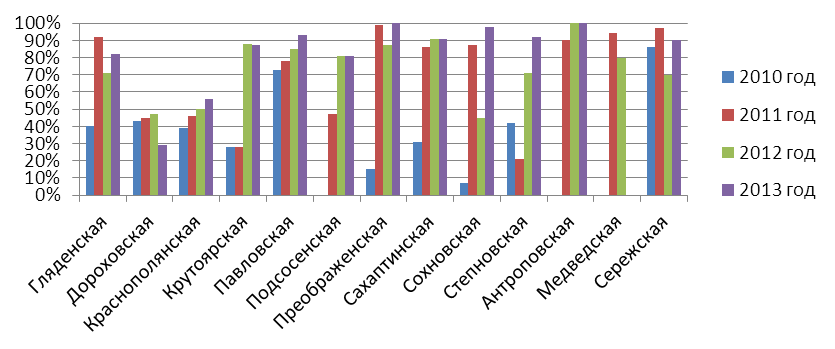 100%
90%
80%
70%
60%
50%
40%
30%
20%
10%
0%
Гляденская
Дороховская
Краснополянская
Крутоярская
Павловская
Подсосенская
Преображенская
Сахаптинская
Сохновская
Степновская
Антроповская
Медведская
Сережская
2010 год
2011 год
2012 год
2013 год